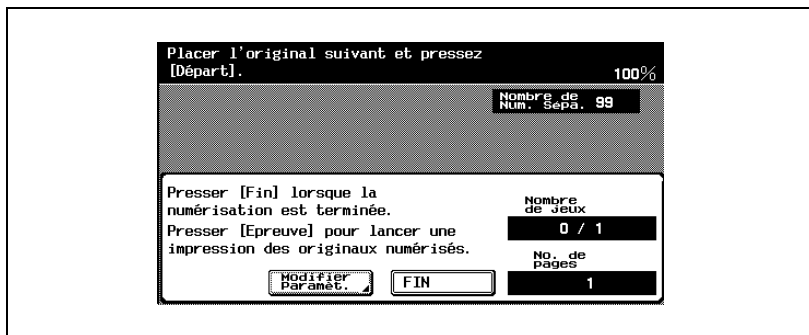 Placer l'original suivant et pressez
[Départ].
100%
Nombre de
Num. Sépa. 99
Presser [Fin] lorsque la
numérisation est terminée.
Presser [Epreuve] pour lancer une
impression des originaux numérisés.
Nombre
de jeux
0 / 1
No. de
pages
1
Modifier
Paramèt.
FIN